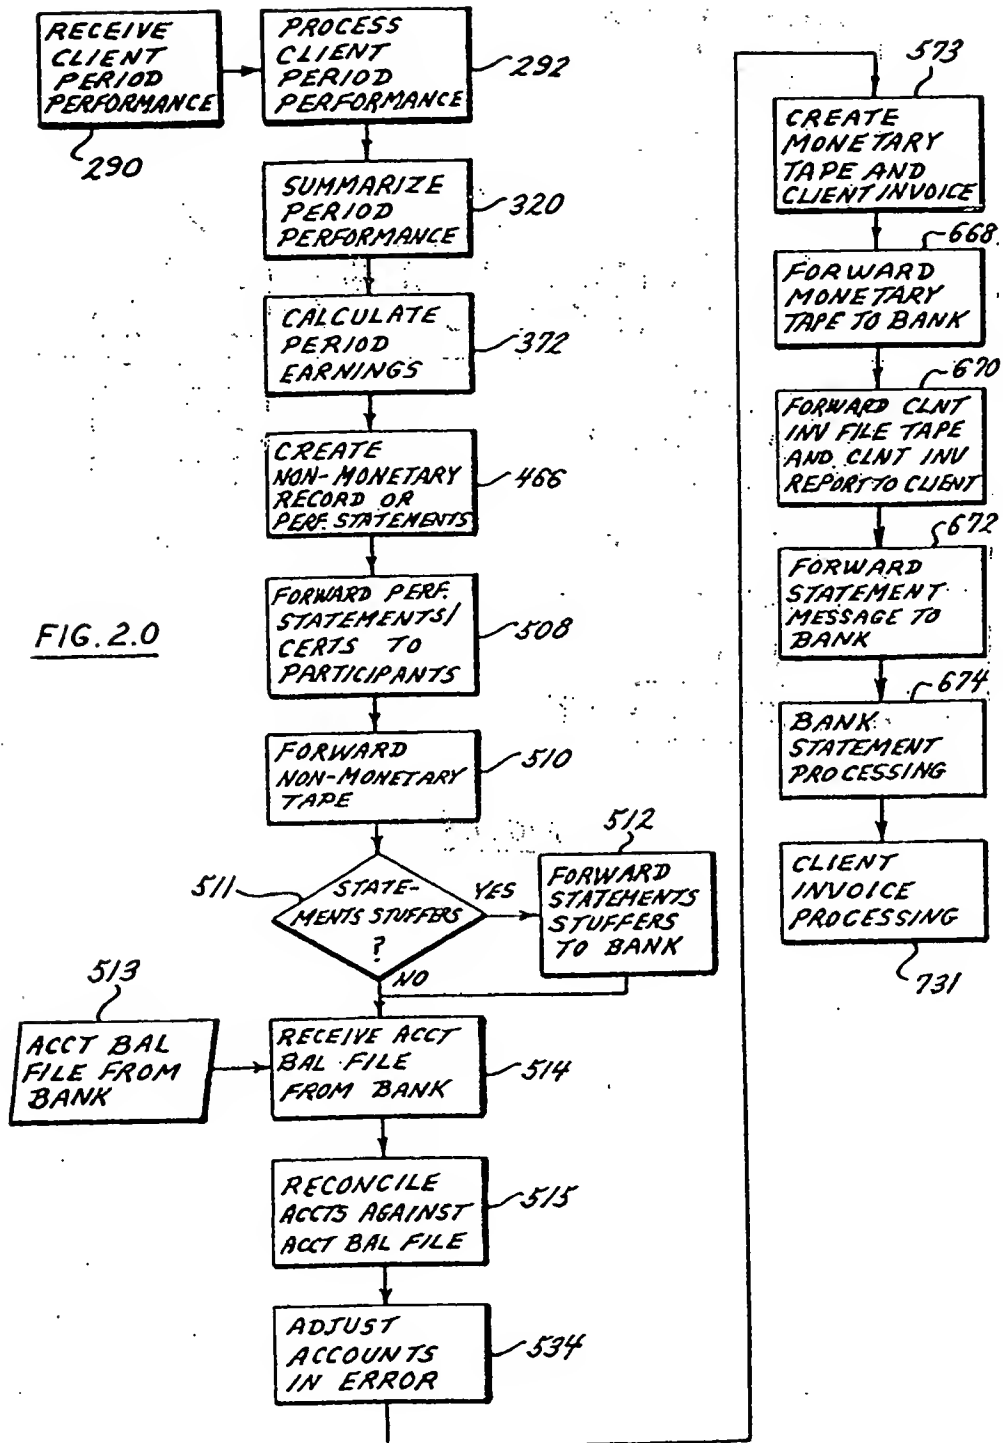 RECEIVE
CLIENT
PERIOD
PERFORMANCE
290
PROCESS
CLIENT
PERIOD
PERFORMANCE
292
SUMMARIZE
PERIOD
PERFORMANCE
320
CALCULATE
PERIOD
EARNINGS
372
CREATE
NON-MONETARY
RECORD OR
PERF. STATEMENTS
466
FORWARD PERF.
STATEMENTS/
CERTS TO
PARTICIPANTS
508
FIG. 2.0
FORWARD
NON-MONETARY
TAPE
510
511
STATE-
MENTS STUFFERS
?
YES
NO
512
FORWARD
STATEMENTS
STUFFERS
TO BANK
513
ACCT BAL
FILE FROM
BANK
RECEIVE ACCT
BAL FILE
FROM BANK
514
RECONCILE
ACCTS AGAINST
ACCT BAL FILE
515
ADJUST
ACCOUNTS
IN ERROR
534
573
CREATE
MONETARY
TAPE AND
CLIENT INVOICE
668
FORWARD
MONETARY
TAPE TO BANK
670
FORWARD CLNT
INV FILE TAPE
AND CLNT INV
REPORT TO CLIENT
672
FORWARD
STATEMENT
MESSAGE TO
BANK
674
BANK
STATEMENT
PROCESSING
CLIENT
INVOICE
PROCESSING
731